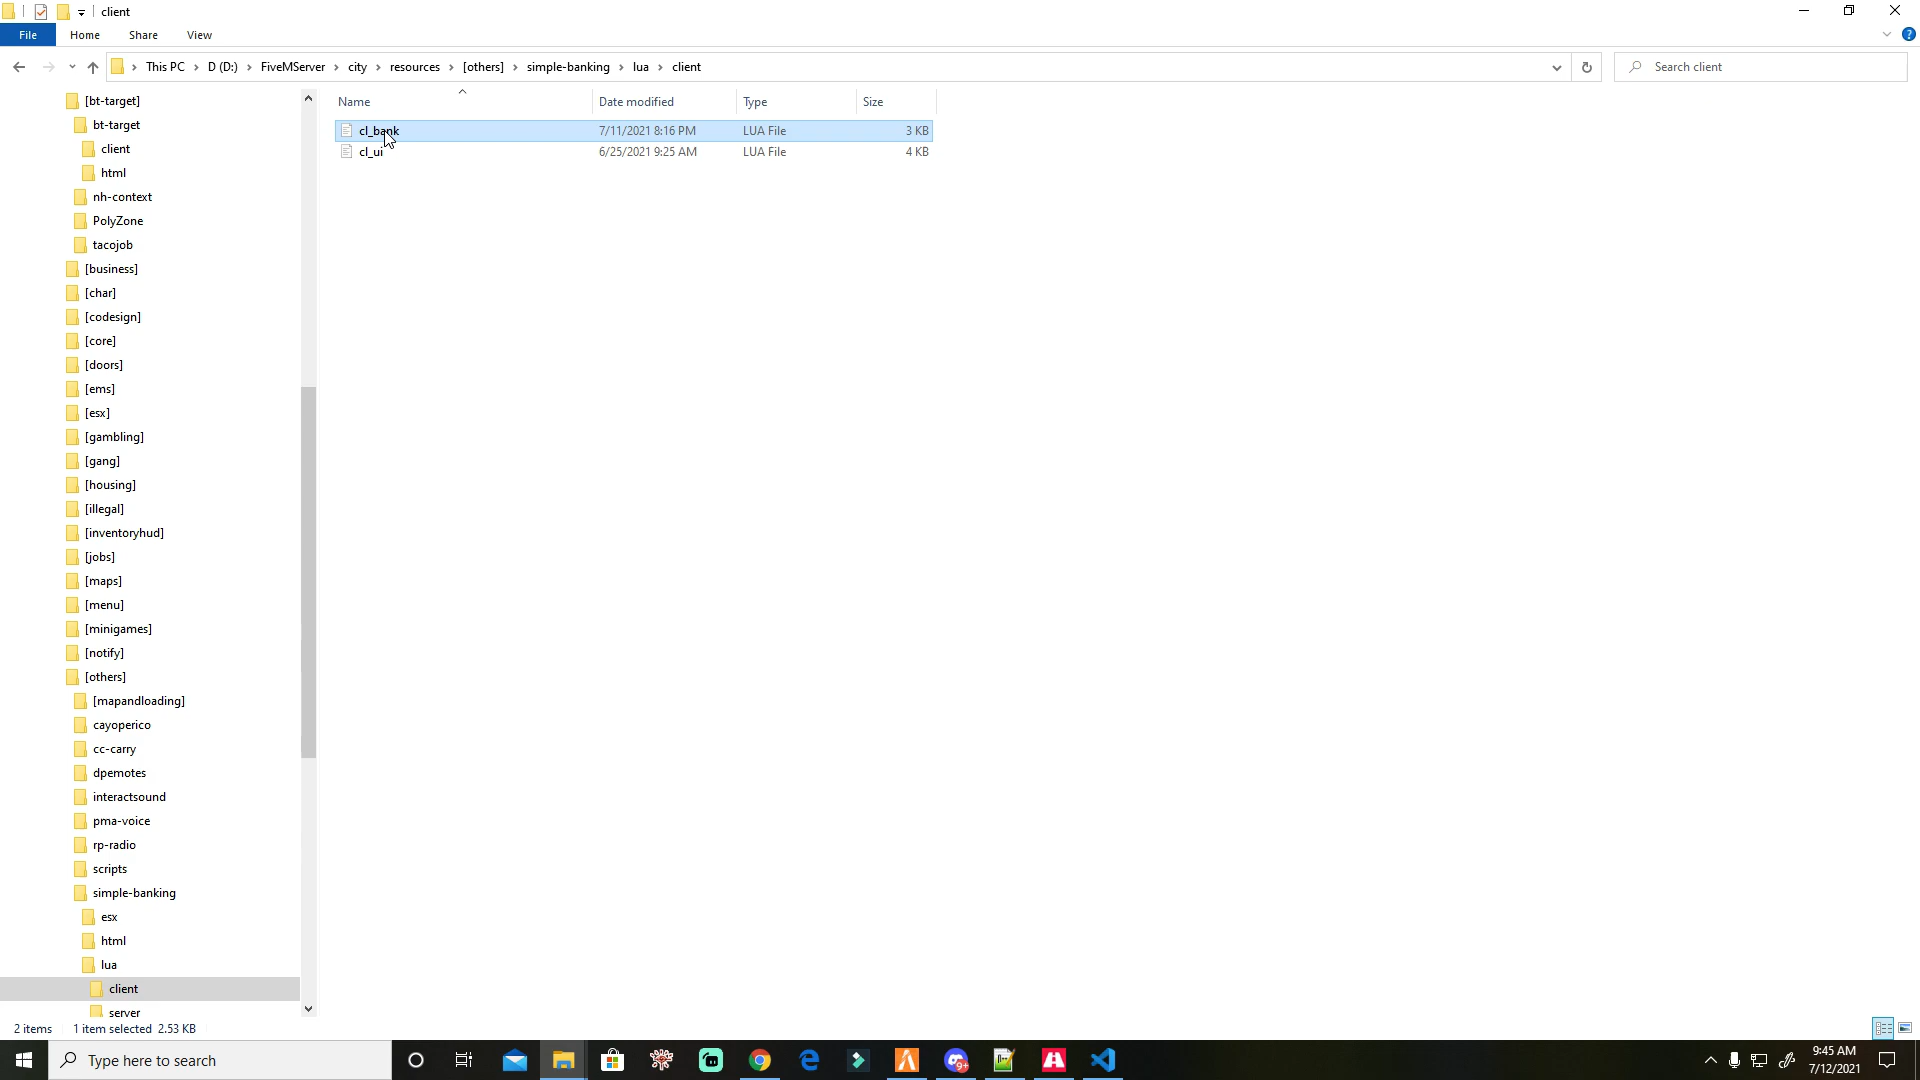 client
File Home Share View
This PC D (D:) FiveMServer city resources [others] simple-banking lua client
Search client
Name Date modified Type Size
cl_bank 7/11/2021 8:16 PM LUA File 3 KB
cl_ui 6/25/2021 9:25 AM LUA File 4 KB
[bt-target]
bt-target
client
html
nh-context
PolyZone
tacojob
[business]
[char]
[codesign]
[core]
[doors]
[ems]
[esx]
[gambling]
[gang]
[housing]
[illegal]
[inventoryhud]
[jobs]
[maps]
[menu]
[minigames]
[notify]
[others]
[mapandloading]
cayoperico
cc-carry
dpemotes
interactsound
pma-voice
rp-radio
scripts
simple-banking
esx
html
lua
client
server
2 items 1 item selected 2.53 KB
Type here to search
9+
9:45 AM
7/12/2021